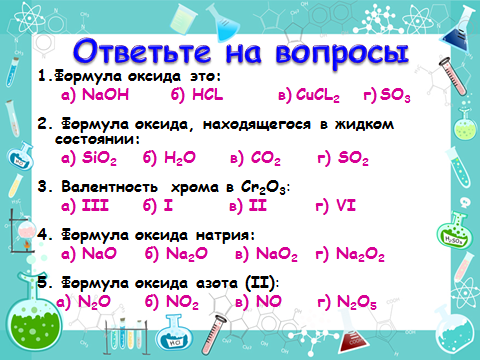 Ответьте на вопросы
1.Формула оксида это:
а) NaOH б) HCL в) CuCL₂ г) SO₃
2. Формула оксида, находящегося в жидком
состоянии:
а) SiO₂ б) H₂O в) CO₂ г) SO₂
3. Валентность хрома в Cr₂O₃:
а) III б) I в) II г) VI
4. Формула оксида натрия:
а) NaO б) Na₂O в) NaO₂ г) Na₂O₂
5. Формула оксида азота (II):
а) N₂O б) NO₂ в) NO г) N₂O₅
H₂SO₄
HCl